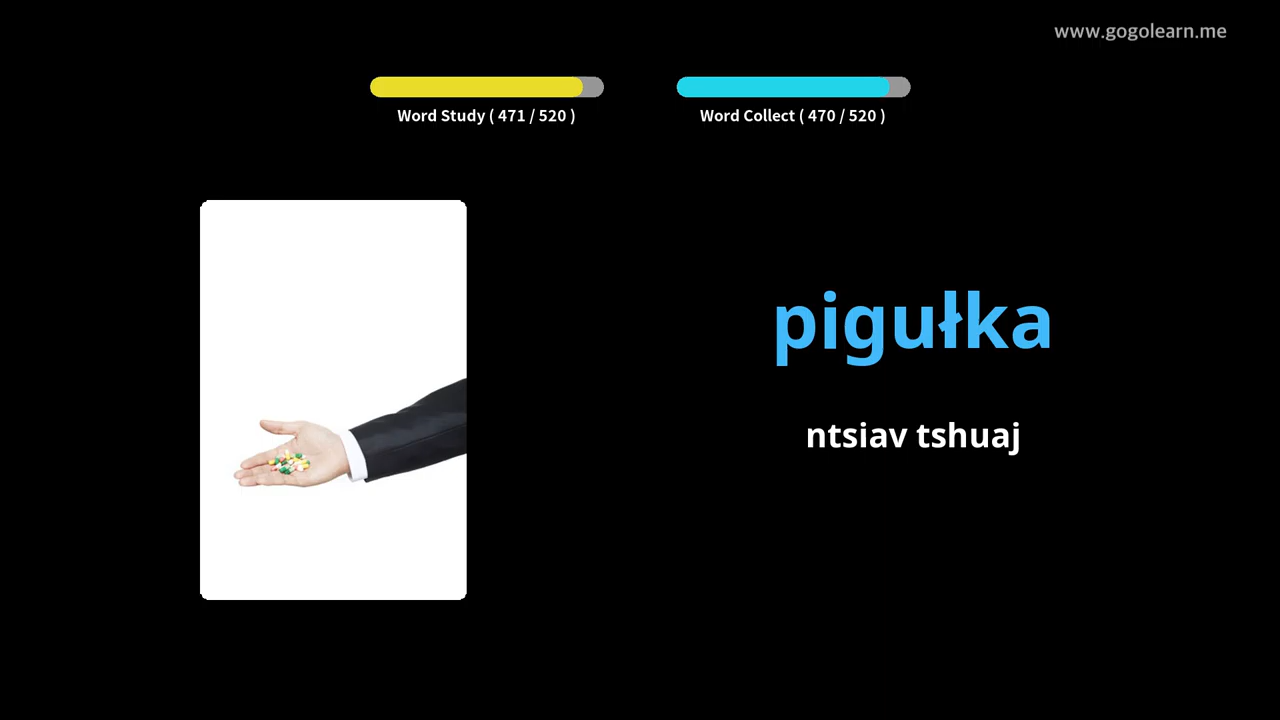 www.gogolearn.me
Word Study ( 471 / 520 )
Word Collect ( 470 / 520 )
pigułka
ntsiav tshuaj